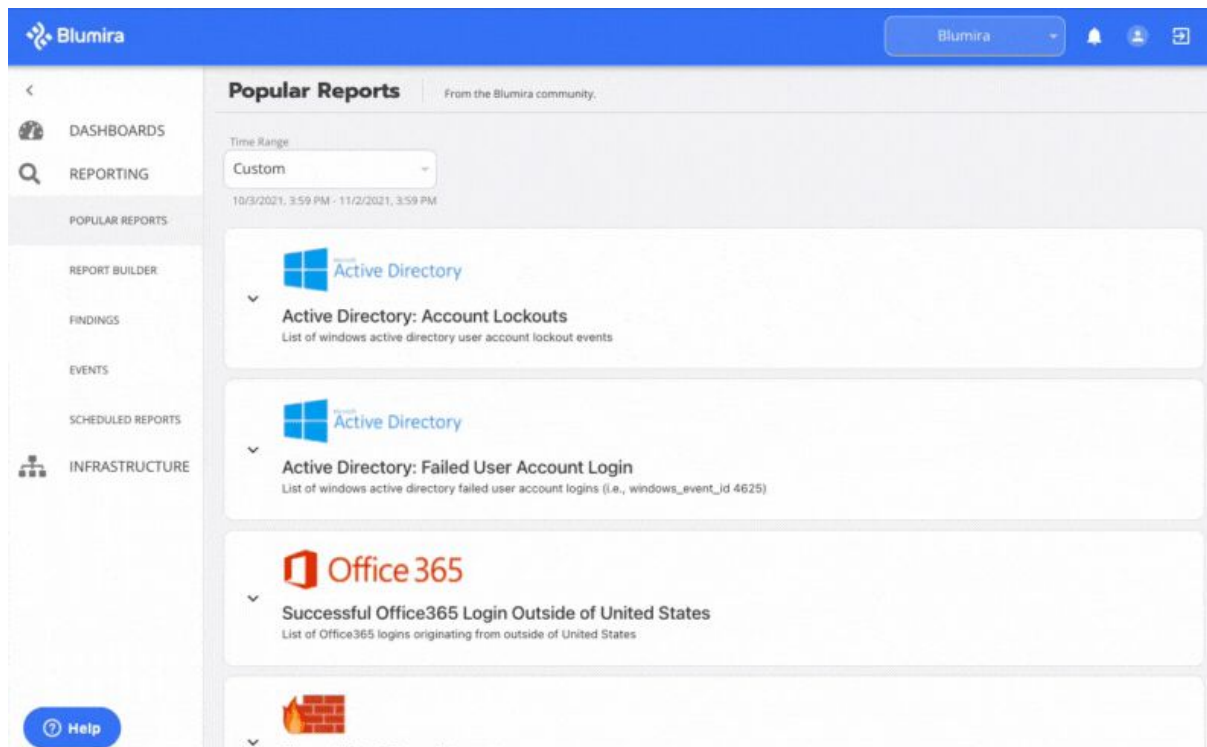 Blumira
Blumira
DASHBOARDS
REPORTING
POPULAR REPORTS
REPORT BUILDER
FINDINGS
EVENTS
SCHEDULED REPORTS
INFRASTRUCTURE
Help
Popular Reports
From the Blumira community.
Time Range
Custom
10/3/2021, 3:59 PM - 11/2/2021, 3:59 PM
Active Directory
Active Directory: Account Lockouts
List of windows active directory user account lockout events
Active Directory
Active Directory: Failed User Account Login
List of windows active directory failed user account logins (i.e., windows_event_id 4625)
Office 365
Successful Office365 Login Outside of United States
List of Office365 logins originating from outside of United States